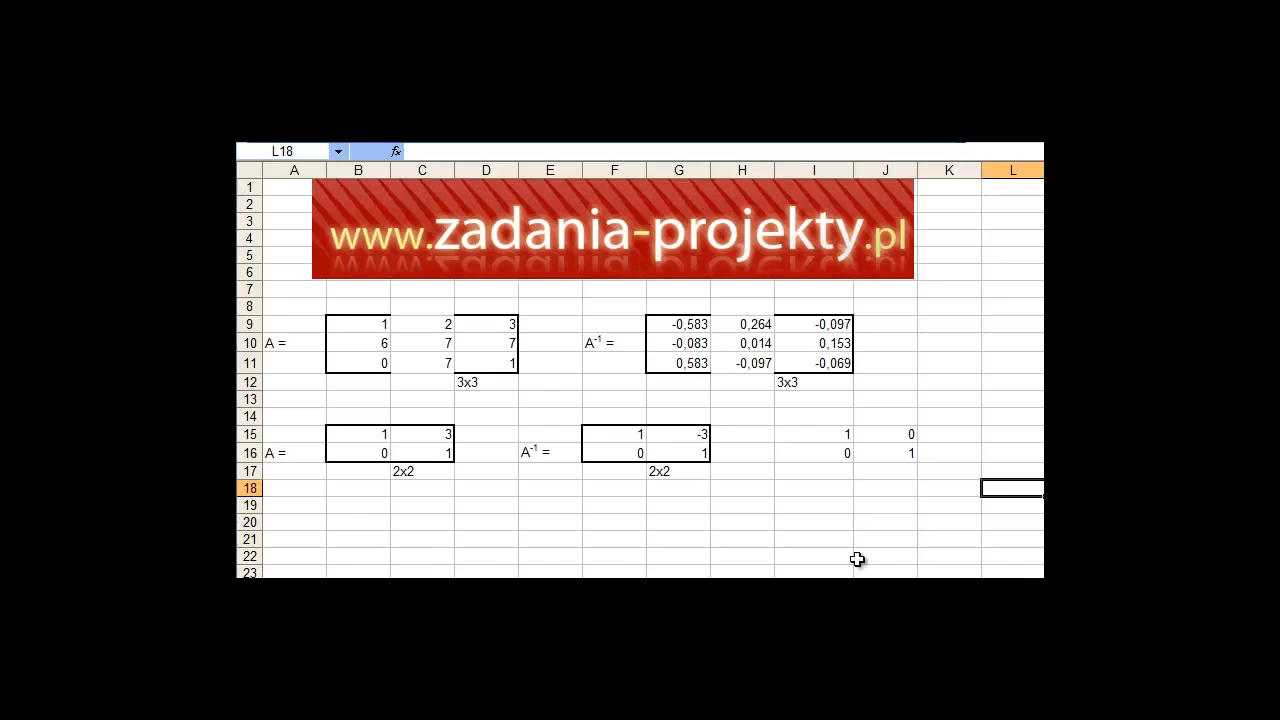 L18 fx
A B C D E F G H I J K L
1
2
3
4
5
6
www.zadania-projekty.pl
7
8
9 1 2 3 -0,583 0,264 -0,097
10 A = 6 7 7 A-1 = -0,083 0,014 0,153
11 0 7 1 0,583 -0,097 -0,069
12 3x3 3x3
13
14
15 1 3 1 -3 1 0
16 A = 0 1 A-1 = 0 1 0 1
17 2x2 2x2
18
19
20
21
22
23